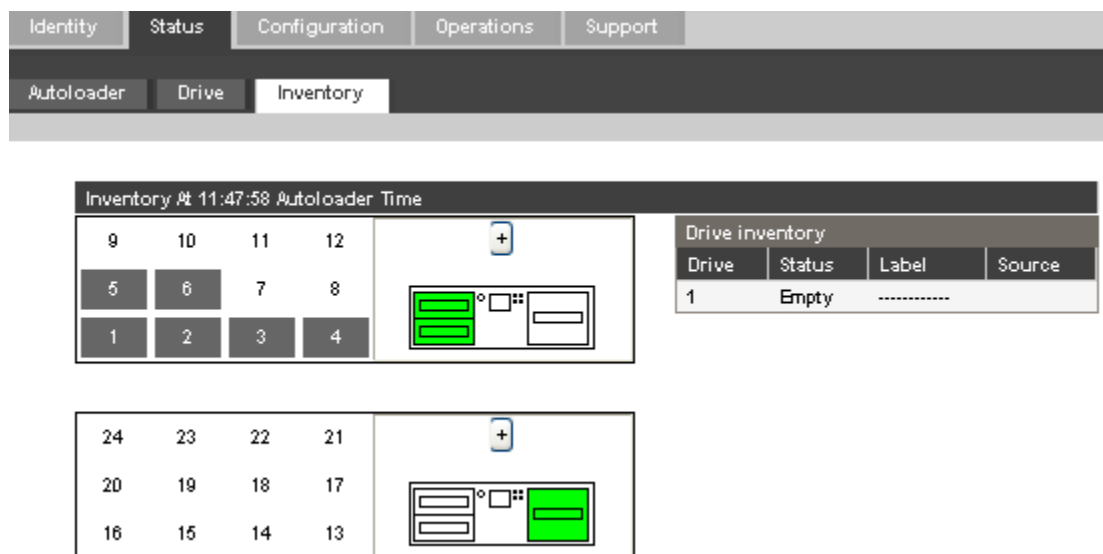 Identity Status Configuration Operations Support
Autoloader Drive Inventory
Inventory At 11:47:58 Autoloader Time
9 10 11 12 +
5 6 7 8
1 2 3 4
Drive inventory
Drive Status Label Source
1 Empty ------------
24 23 22 21 +
20 19 18 17
16 15 14 13